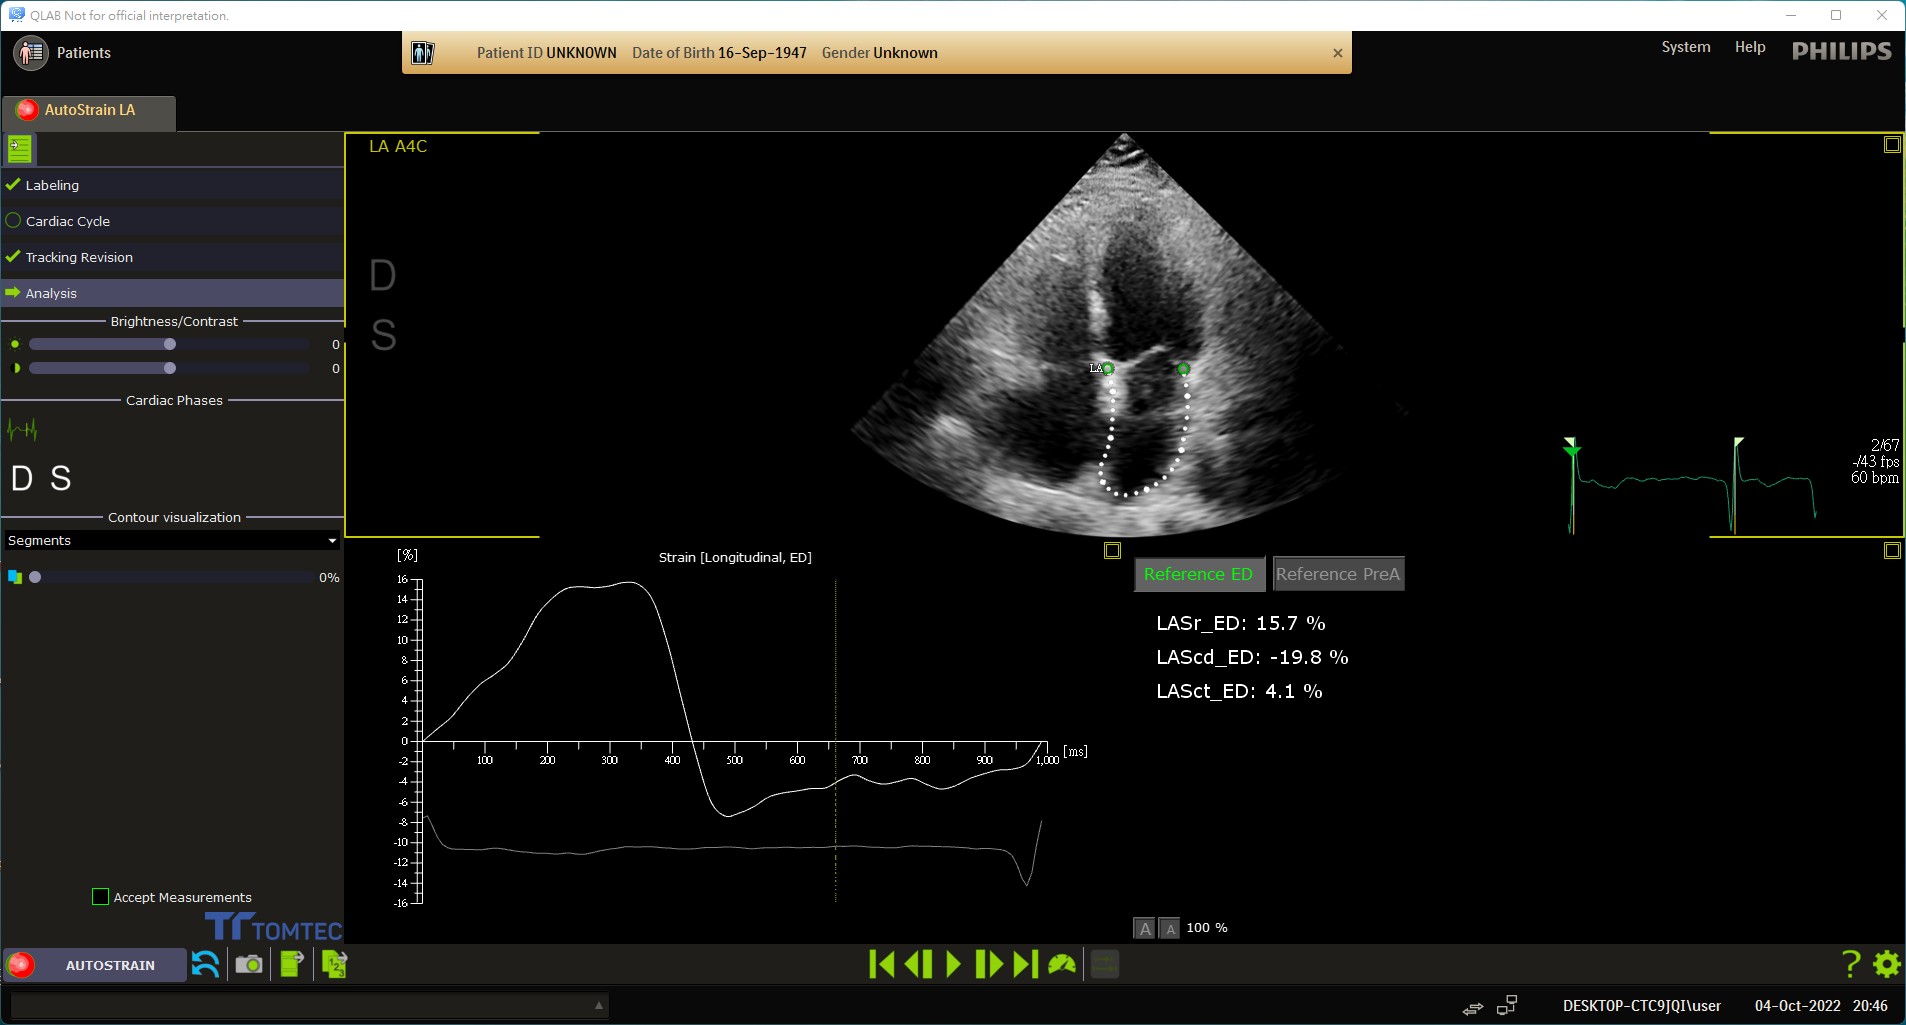 QLAB Not for official interpretation.
Patients
Patient ID UNKNOWN Date of Birth 16-Sep-1947 Gender Unknown
System Help PHILIPS
AutoStrain LA
Labeling
Cardiac Cycle
Tracking Revision
Analysis
Brightness/Contrast
0
0
Cardiac Phases
D S
Contour visualization
Segments
0%
Accept Measurements
TOMTEC
LA A4C
D
S
LA
2/67
-/43 fps
60 bpm
[%]
Strain [Longitudinal, ED]
16
14
12
10
8
6
4
2
0
-2
-4
-6
-8
-10
-12
-14
-16
100 200 300 400 500 600 700 800 900 1,000 [ms]
Reference ED Reference PreA
LASr_ED: 15.7 %
LAScd_ED: -19.8 %
LASct_ED: 4.1 %
A A 100 %
AUTOSTRAIN
1 2 3
?
DESKTOP-CTC9JQI\user 04-Oct-2022 20:46